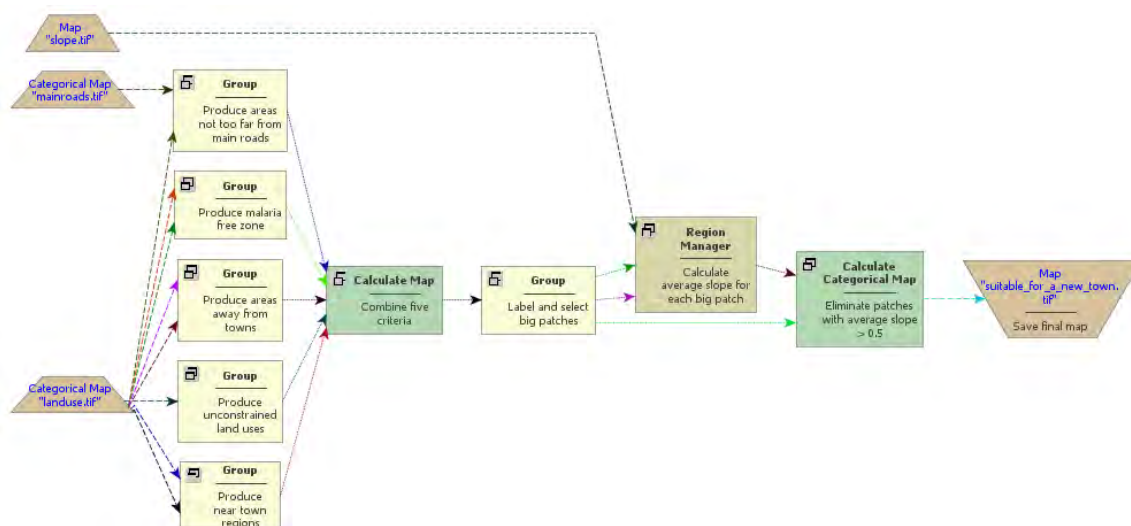 Map
"slope.tif"
Categorical Map
"mainroads.tif"
Group
Produce areas
not too far from
main roads
Group
Produce malaria
free zone
Group
Produce areas
away from
towns
Categorical Map
"landuse.tif"
Group
Produce
unconstrained
land uses
Group
Produce
near town
regions
Calculate Map
Combine five
criteria
Group
Label and select
big patches
Region
Manager
Calculate
average slope for
each big patch
Calculate
Categorical Map
Eliminate patches
with average slope
> 0.5
Map
"suitable_for_a_new_town.
tif"
Save final map